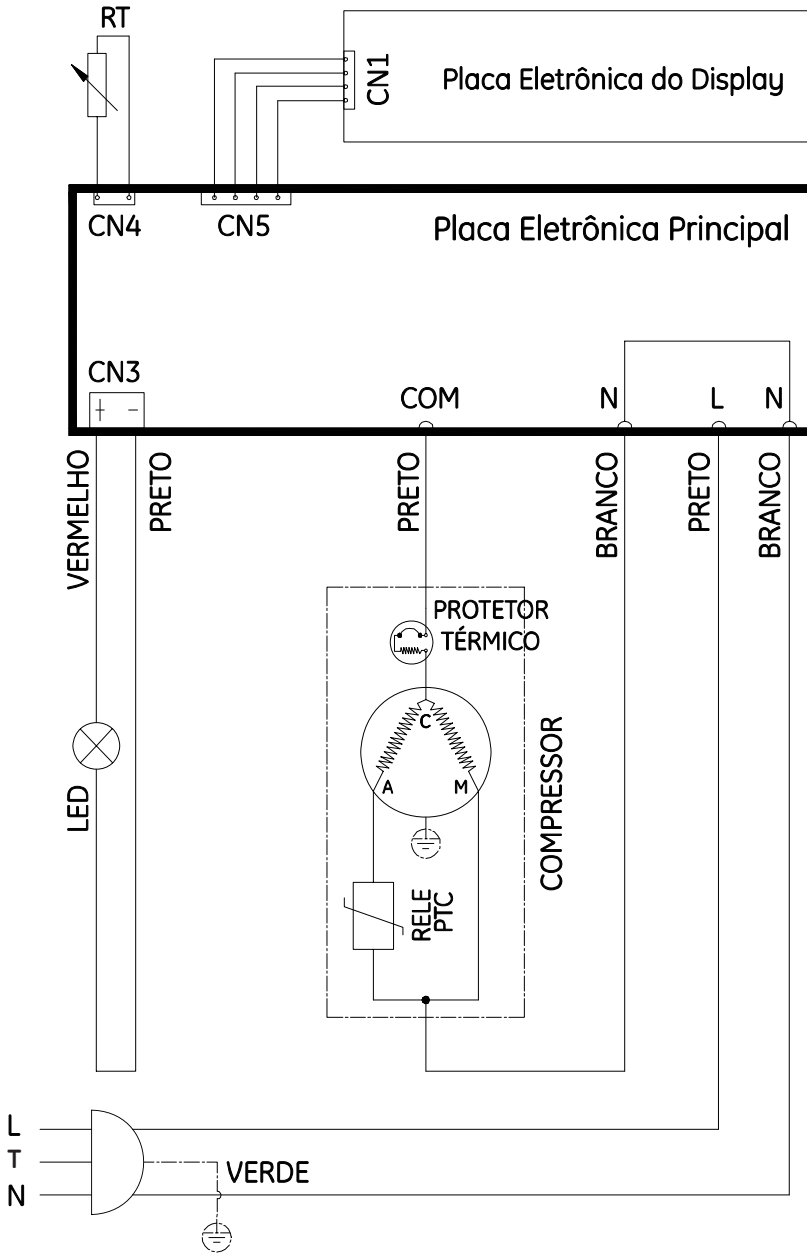 RT
CN1
Placa Eletrônica do Display
CN4
CN5
Placa Eletrônica Principal
CN3
+ -
COM
N
L
N
VERMELHO
PRETO
PRETO
BRANCO
PRETO
BRANCO
PROTETOR
TÉRMICO
C
A
M
COMPRESSOR
LED
RELE
PTC
L
T
N
VERDE